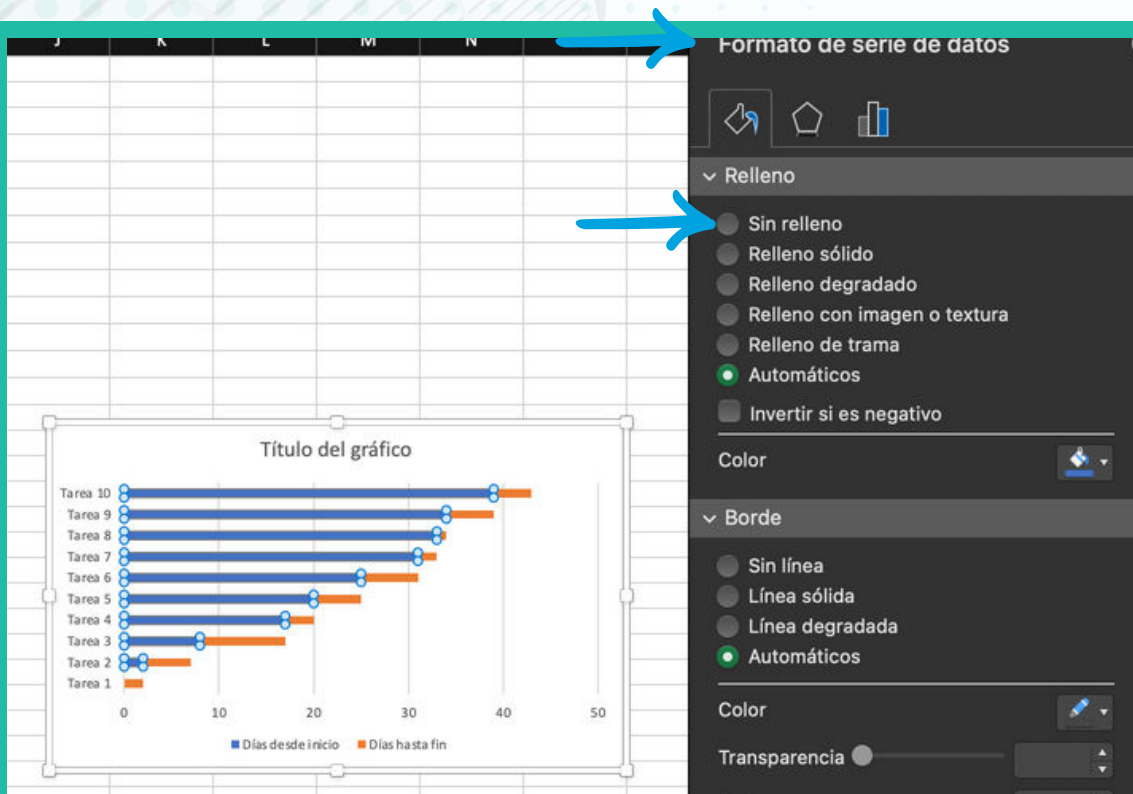 J K L M N
Formato de serie de datos
Relleno
Sin relleno
Relleno sólido
Relleno degradado
Relleno con imagen o textura
Relleno de trama
Automáticos
Invertir si es negativo
Color
Borde
Sin línea
Línea sólida
Línea degradada
Automáticos
Color
Transparencia
Título del gráfico
Tarea 10
Tarea 9
Tarea 8
Tarea 7
Tarea 6
Tarea 5
Tarea 4
Tarea 3
Tarea 2
Tarea 1
0 10 20 30 40 50
Días desde inicio Días hasta fin